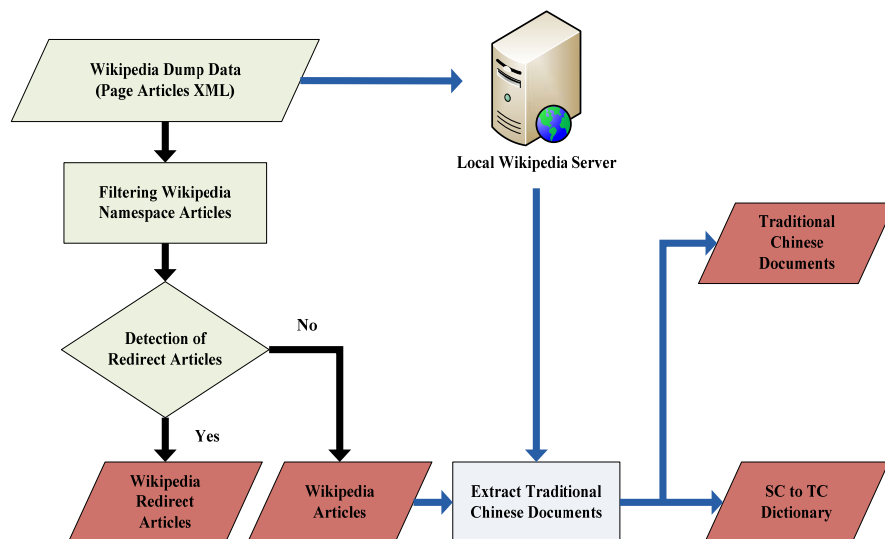 Wikipedia Dump Data
(Page Articles XML)
Local Wikipedia Server
Filtering Wikipedia
Namespace Articles
Traditional
Chinese
Documents
No
Detection of
Redirect Articles
Yes
Wikipedia
Redirect
Articles
Wikipedia
Articles
Extract Traditional
Chinese Documents
SC to TC
Dictionary